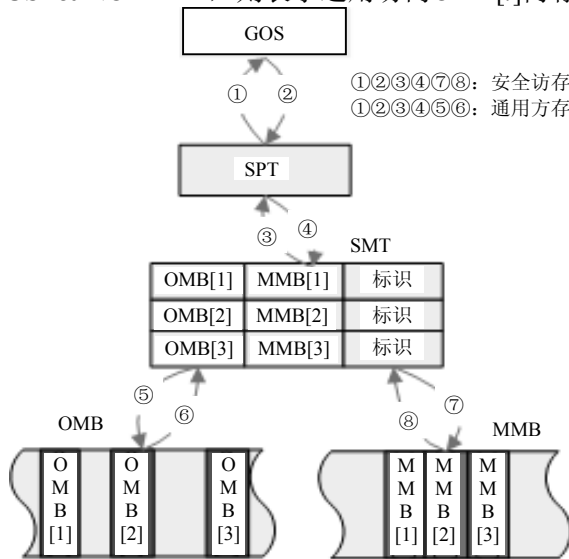 GOS
① ②
①②③④⑦⑧：安全访存
①②③④⑤⑥：通用方存
SPT
③ ④
SMT
OMB[1] MMB[1] 标识
OMB[2] MMB[2] 标识
OMB[3] MMB[3] 标识
⑤ ⑥ ⑧ ⑦
OMB MMB
OMB[1] OMB[2] OMB[3] MMB[1] MMB[2] MMB[3]